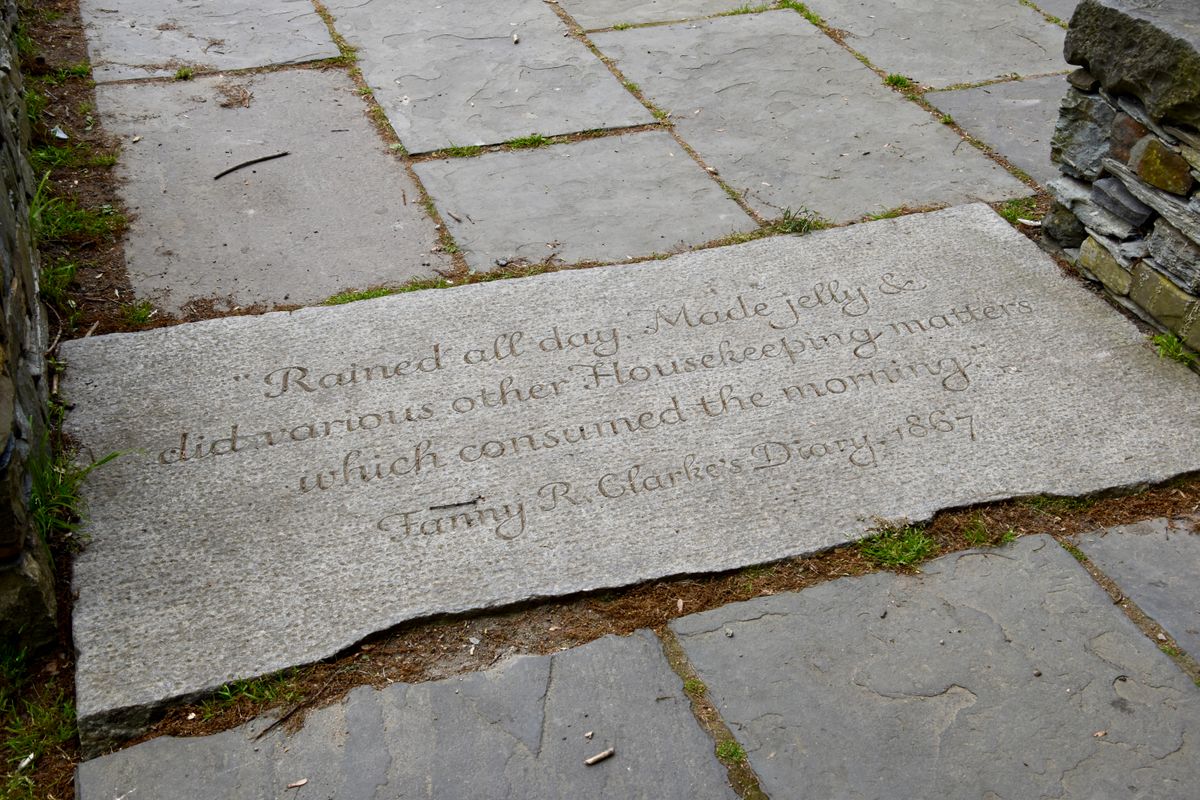 "Rained all day. Made jelly &
did various other Housekeeping matters
which consumed the morning."
Fanny R. Clarke's Diary, 1867